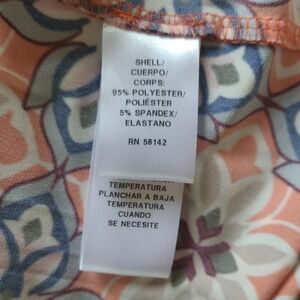 SHELL/
CUERPO/
CORPS:
95% POLYESTER/
POLIÉSTER
5% SPANDEX/
ELASTANO
RN 58142
TEMPERATURA
PLANCHAR A BAJA
TEMPERATURA
CUANDO
SE NECESITE